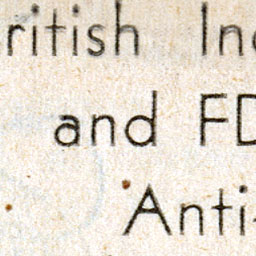 ritish In
and FD
Anti-